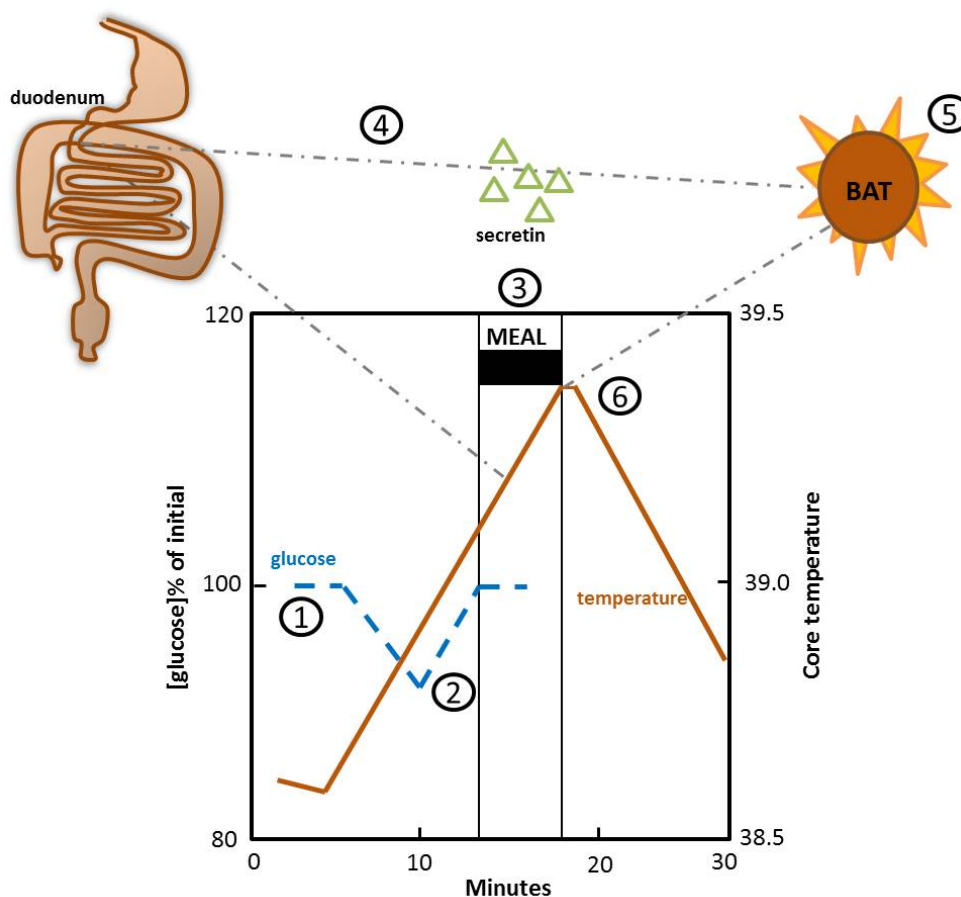 duodenum
4
5
BAT
secretin
3
120
39.5
MEAL
6
[glucose]% of initial
Core temperature
glucose
100
39.0
temperature
1
2
80
38.5
0
10
20
30
Minutes